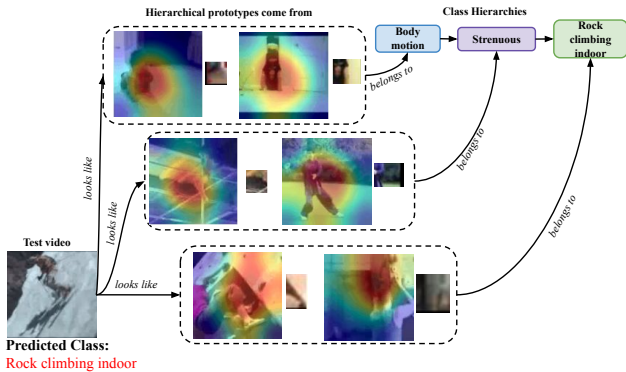 Hierarchical prototypes come from
Class Hierarchies
Body
motion
Strenuous
Rock
climbing
indoor
belongs to
belongs to
belongs to
looks like
looks like
looks like
Test video
Predicted Class:
Rock climbing indoor